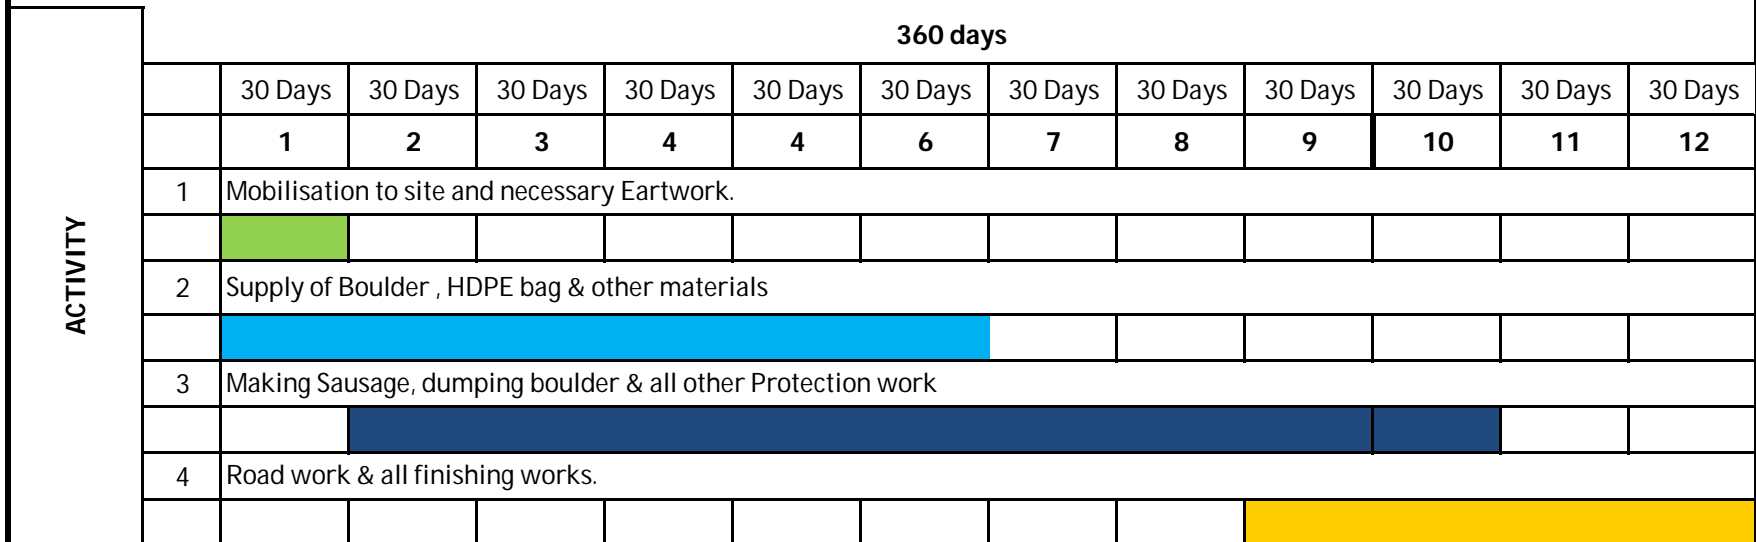 360 days
ACTIVITY
30 Days 30 Days 30 Days 30 Days 30 Days 30 Days 30 Days 30 Days 30 Days 30 Days 30 Days 30 Days
1 2 3 4 4 6 7 8 9 10 11 12
1 Mobilisation to site and necessary Eartwork.
2 Supply of Boulder , HDPE bag & other materials
3 Making Sausage, dumping boulder & all other Protection work
4 Road work & all finishing works.